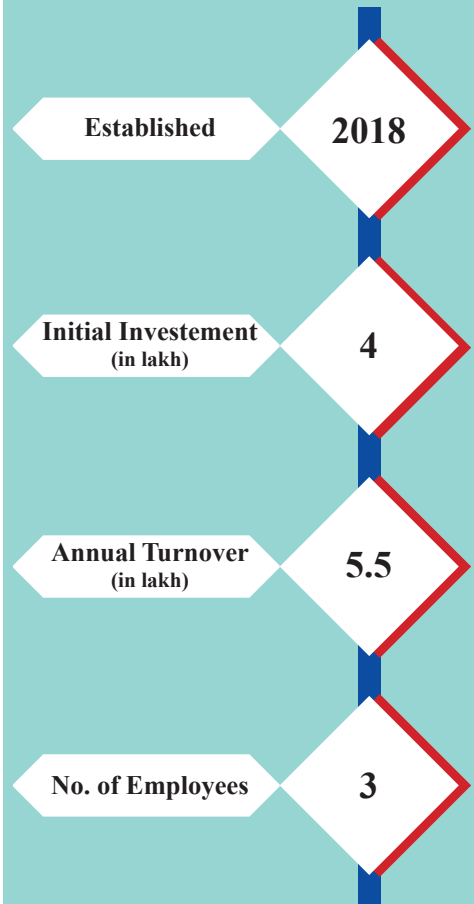 Established
2018
Initial Investement
(in lakh)
4
Annual Turnover
(in lakh)
5.5
No. of Employees
3